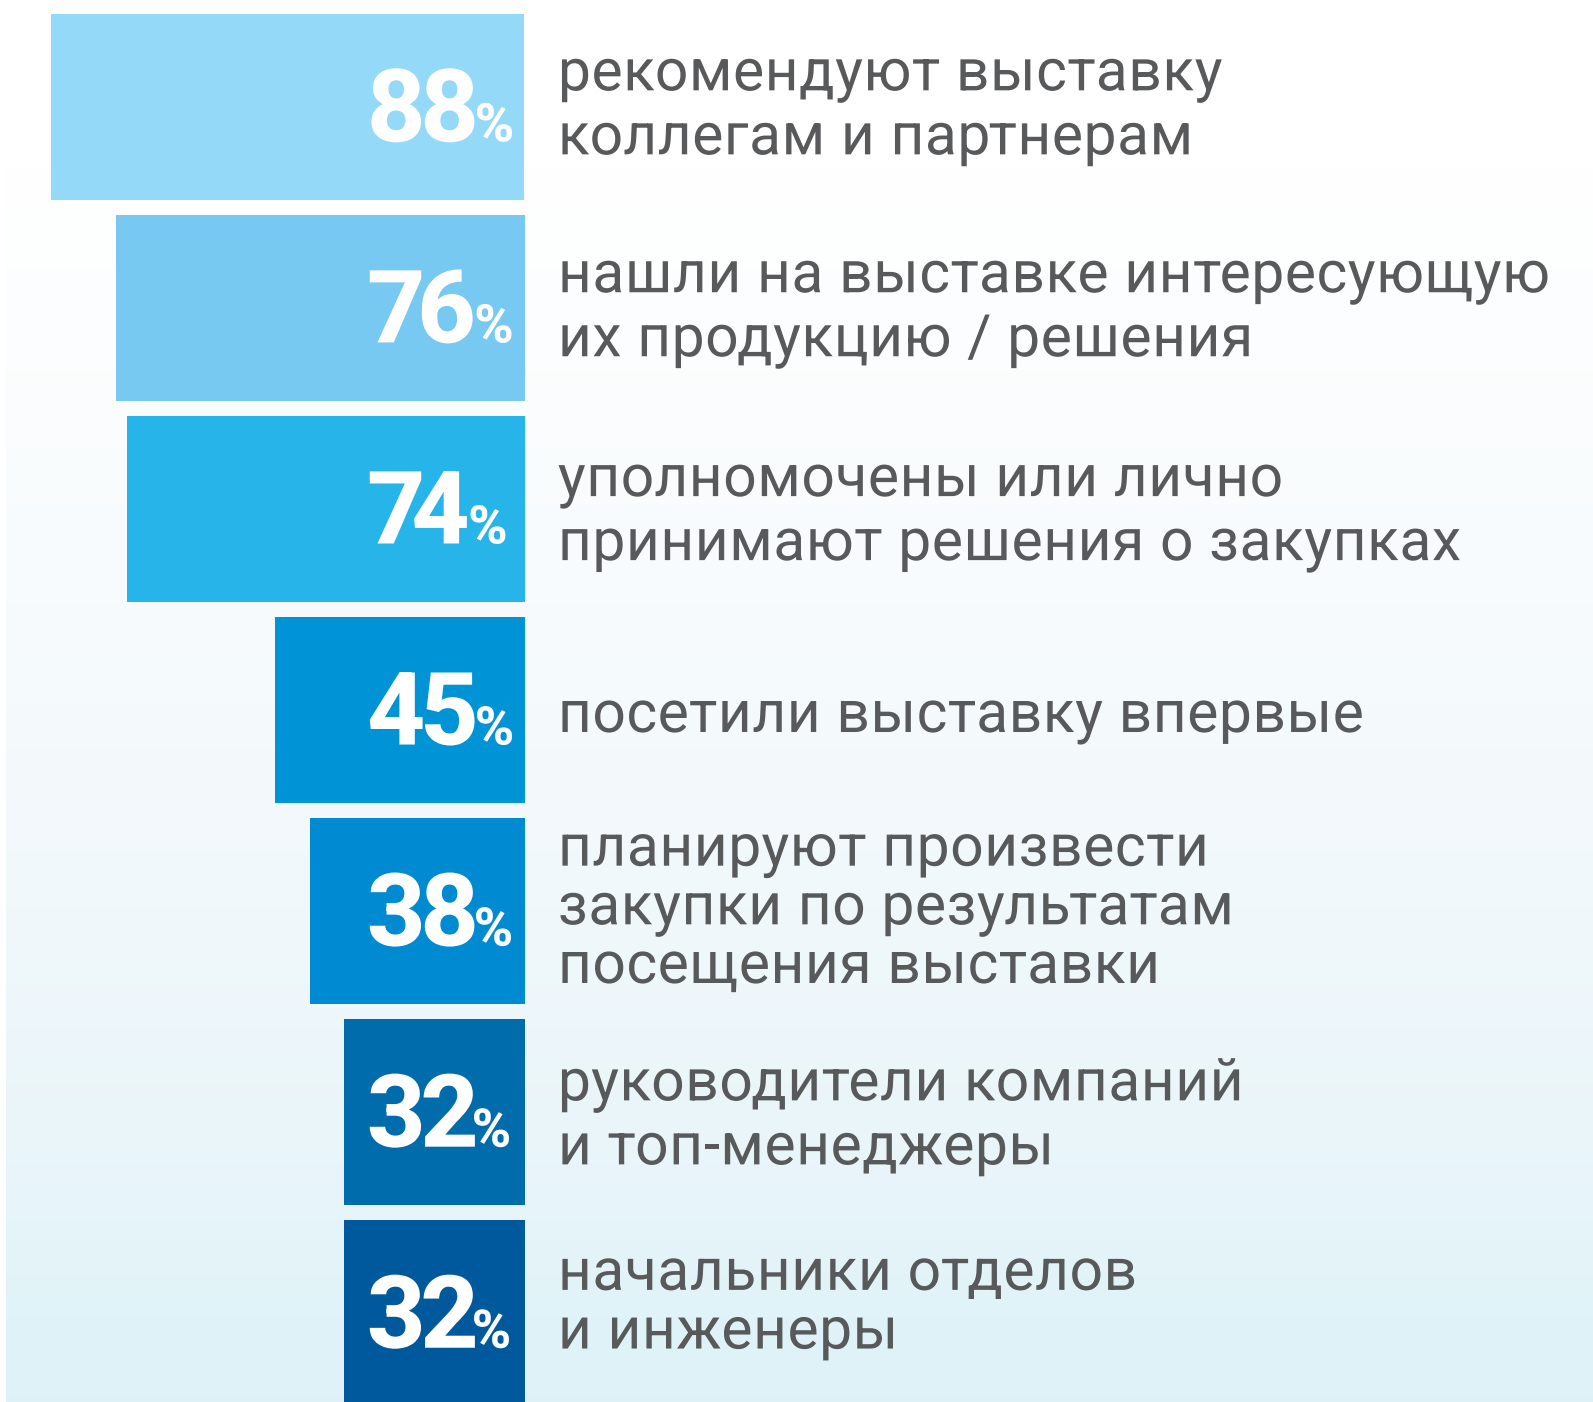 88%
рекомендуют выставку
коллегам и партнерам
76%
нашли на выставке интересующую
их продукцию / решения
74%
уполномочены или лично
принимают решения о закупках
45%
посетили выставку впервые
38%
планируют произвести
закупки по результатам
посещения выставки
32%
руководители компаний
и топ-менеджеры
32%
начальники отделов
и инженеры